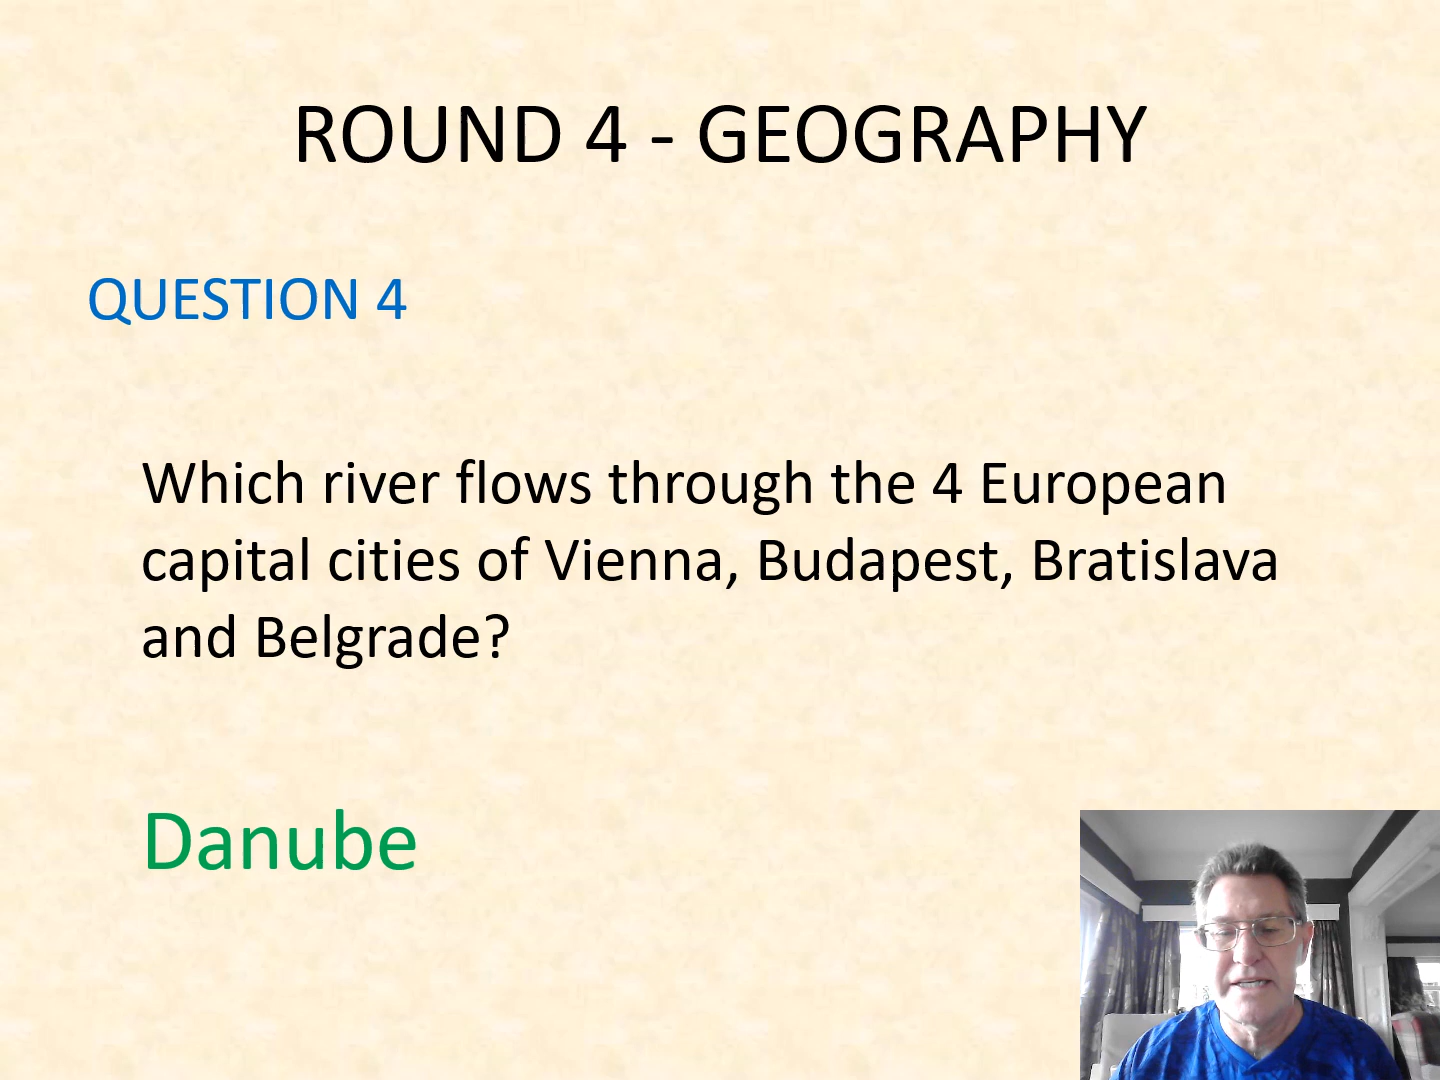 ROUND 4 - GEOGRAPHY
QUESTION 4
Which river flows through the 4 European
capital cities of Vienna, Budapest, Bratislava
and Belgrade?
Danube